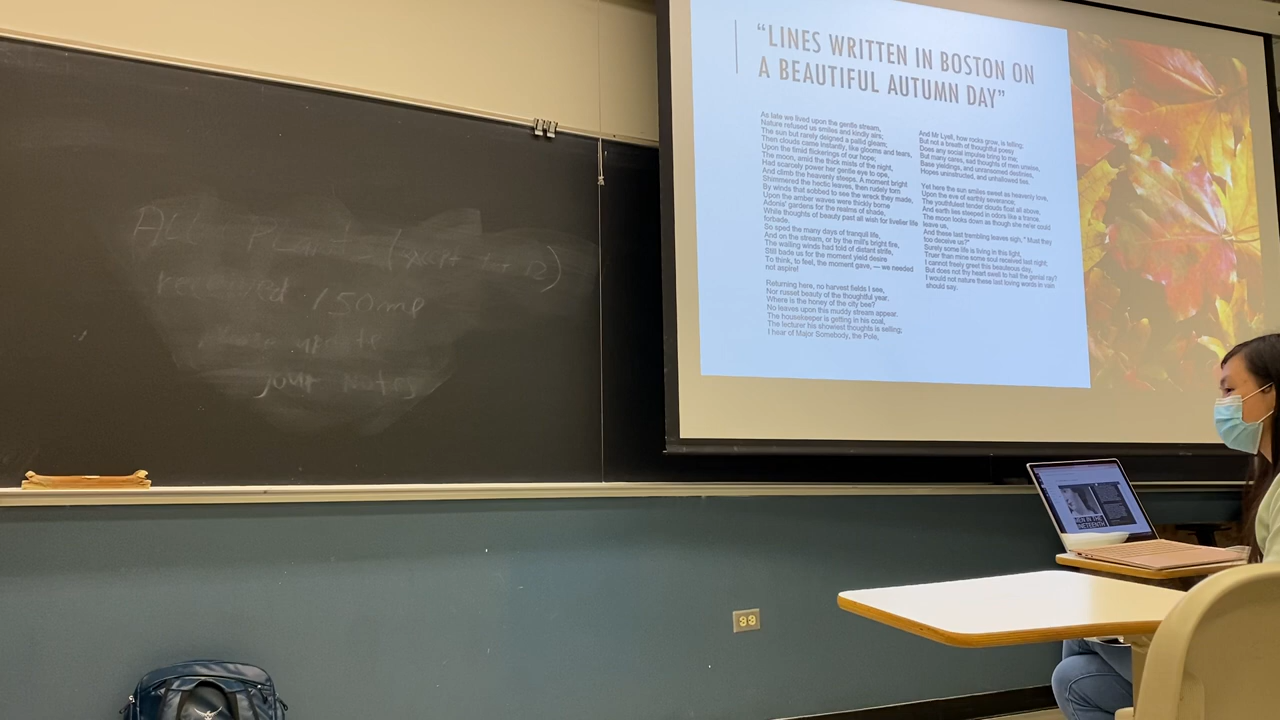 "LINES WRITTEN IN BOSTON ON
A BEAUTIFUL AUTUMN DAY"
As late we lived upon the gentle stream,
Nature refused us smiles and kindly airs;
The sun but rarely deigned a pallid gleam;
Then clouds came instantly, like glooms and tears,
Upon the timid flickerings of our hope;
The moon, amid the thick mists of the night,
Had scarcely power her gentle eye to ope,
And climb the heavenly steeps. A moment bright
Shimmered the hectic leaves, then rudely torn
By winds that sobbed to see the wreck they made,
Upon the amber waves were thickly borne
Adonis' gardens for the realms of shade,
While thoughts of beauty past all wish for livelier life
forbade.
So sped the many days of tranquil life,
And on the stream, or by the mill's bright fire,
The wailing winds had told of distant strife,
Still bade us for the moment yield desire
To think, to feel, the moment gave, — we needed
not aspire!
Returning here, no harvest fields I see,
Nor russet beauty of the thoughtful year.
Where is the honey of the city bee?
No leaves upon this muddy stream appear.
The housekeeper is getting in his coal,
The lecturer his showiest thoughts is selling;
I hear of Major Somebody, the Pole,
And Mr Lyell, how rocks grow, is telling;
But not a breath of thoughtful poesy
Does any social impulse bring to me;
But many cares, sad thoughts of men unwise,
Base yieldings, and unransomed destinies,
Hopes uninstructed, and unhallowed ties.
Yet here the sun smiles sweet as heavenly love,
Upon the eve of earthly severance;
The youthfulest tender clouds float all above,
And earth lies steeped in odors like a trance.
The moon looks down as though she ne'er could
leave us,
And these last trembling leaves sigh, " Must they
too deceive us?"
Surely some life is living in this light,
Truer than mine some soul received last night;
I cannot freely greet this beauteous day,
But does not thy heart swell to hail the genial ray?
I would not nature these last loving words in vain
should say.
(
)
150mp
update
your Notes
33